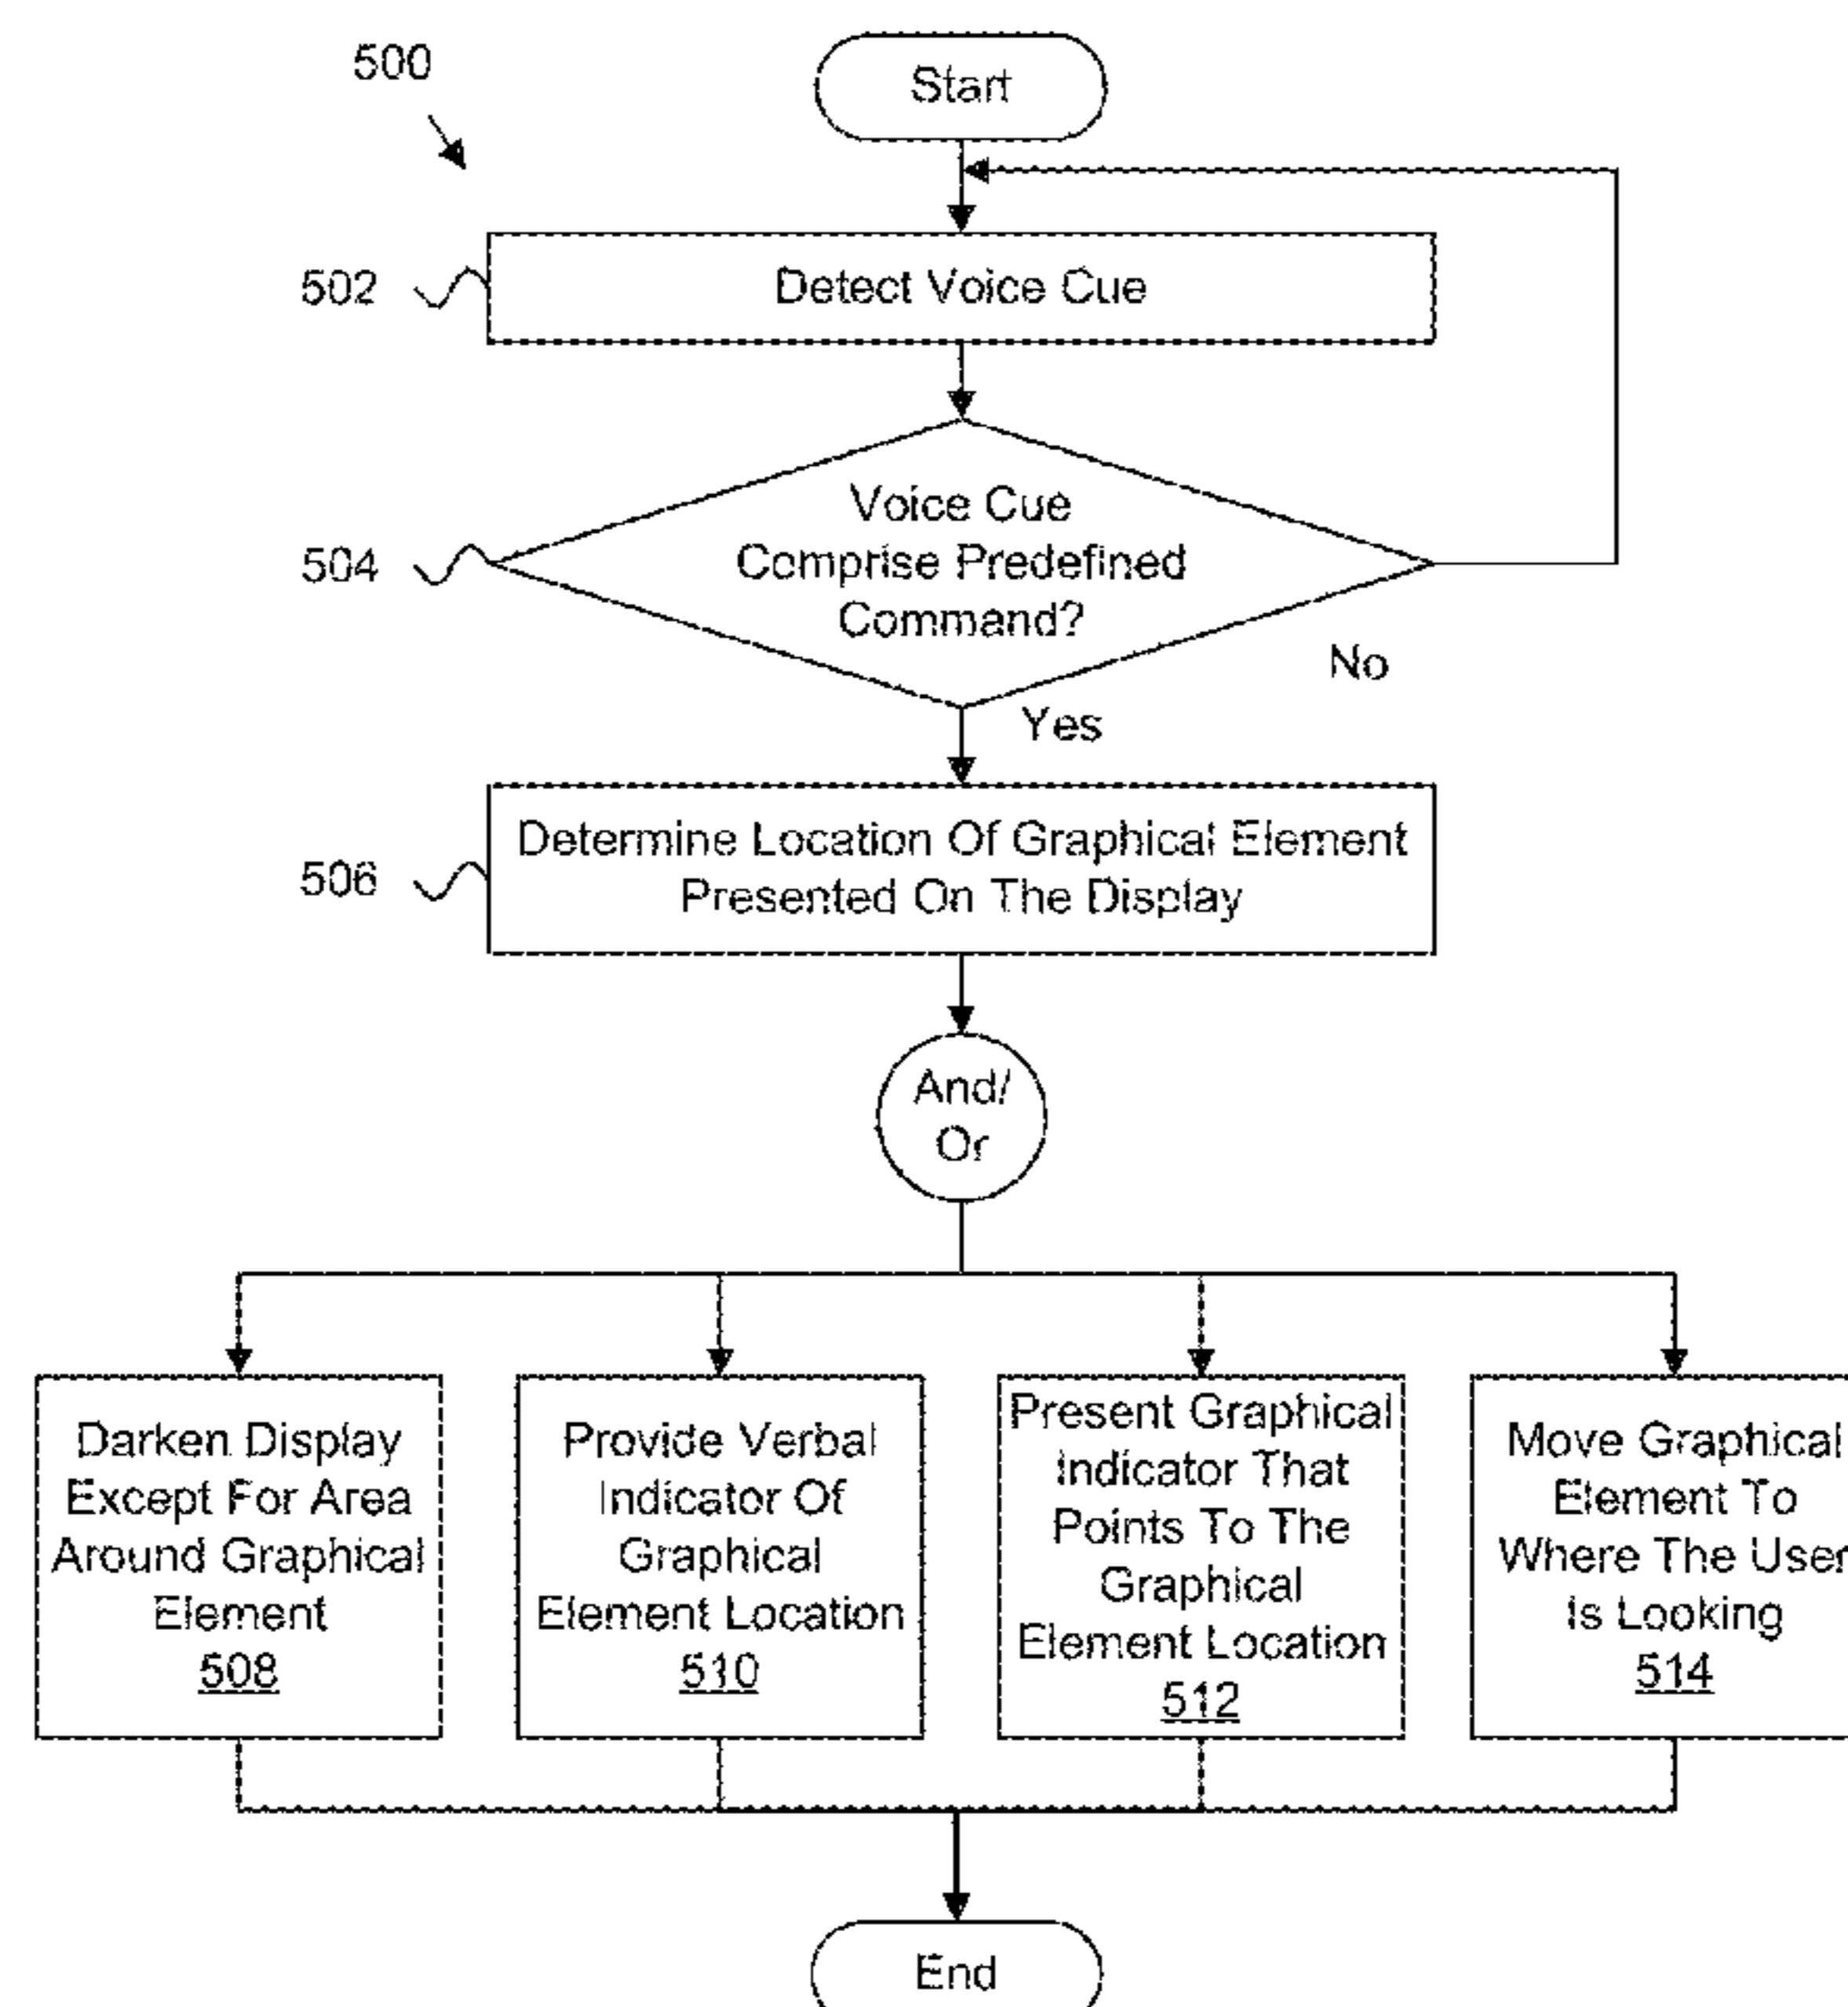 500
Start
502
Detect Voice Cue
504
Voice Cue
Comprise Predefined
Command?
No
Yes
506
Determine Location Of Graphical Element
Presented On The Display
And/
Or
Darken Display
Except For Area
Around Graphical
Element
508
Provide Verbal
Indicator Of
Graphical
Element Location
510
Present Graphical
Indicator That
Points To The
Graphical
Element Location
512
Move Graphical
Element To
Where The User
Is Looking
514
End